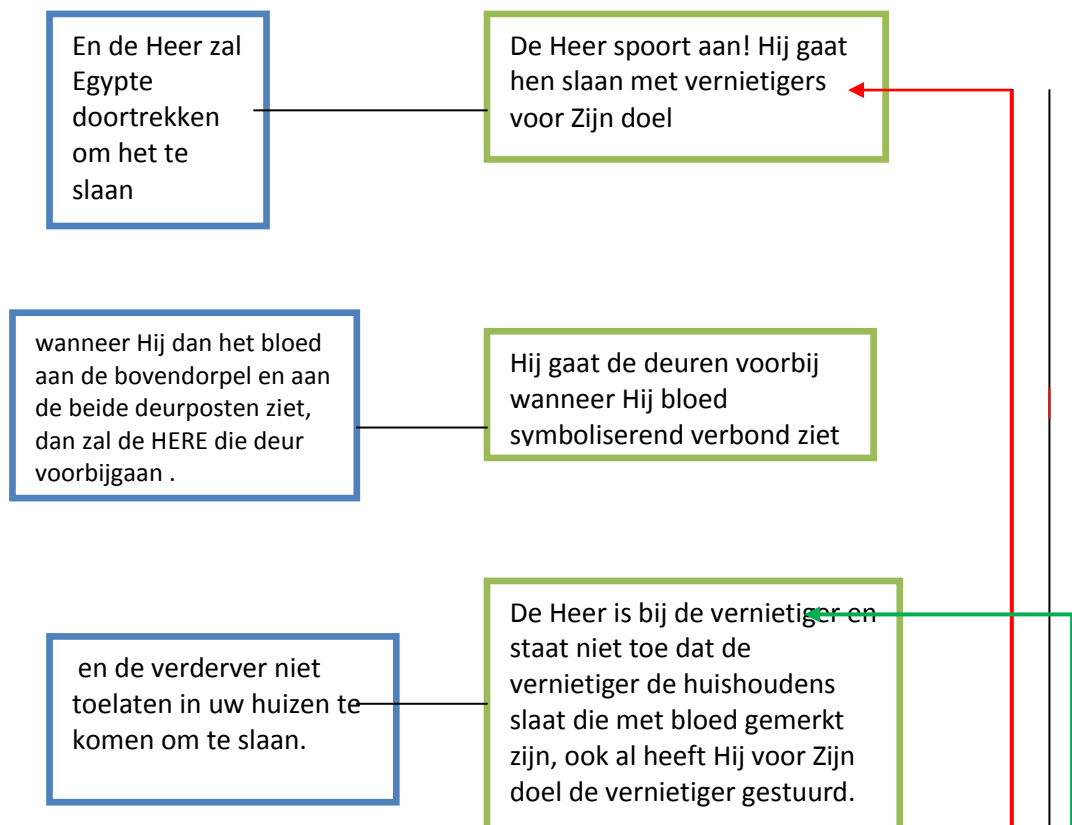 En de Heer zal
Egypte
doortrekken
om het te
slaan
De Heer spoort aan! Hij gaat
hen slaan met vernietigers
voor Zijn doel
wanneer Hij dan het bloed
aan de bovendorpel en aan
de beide deurposten ziet,
dan zal de HERE die deur
voorbijgaan .
Hij gaat de deuren voorbij
wanneer Hij bloed
symboliserend verbond ziet
en de verderver niet
toelaten in uw huizen te
komen om te slaan.
De Heer is bij de vernietiger en
staat niet toe dat de
vernietiger de huishoudens
slaat die met bloed gemerkt
zijn, ook al heeft Hij voor Zijn
doel de vernietiger gestuurd.